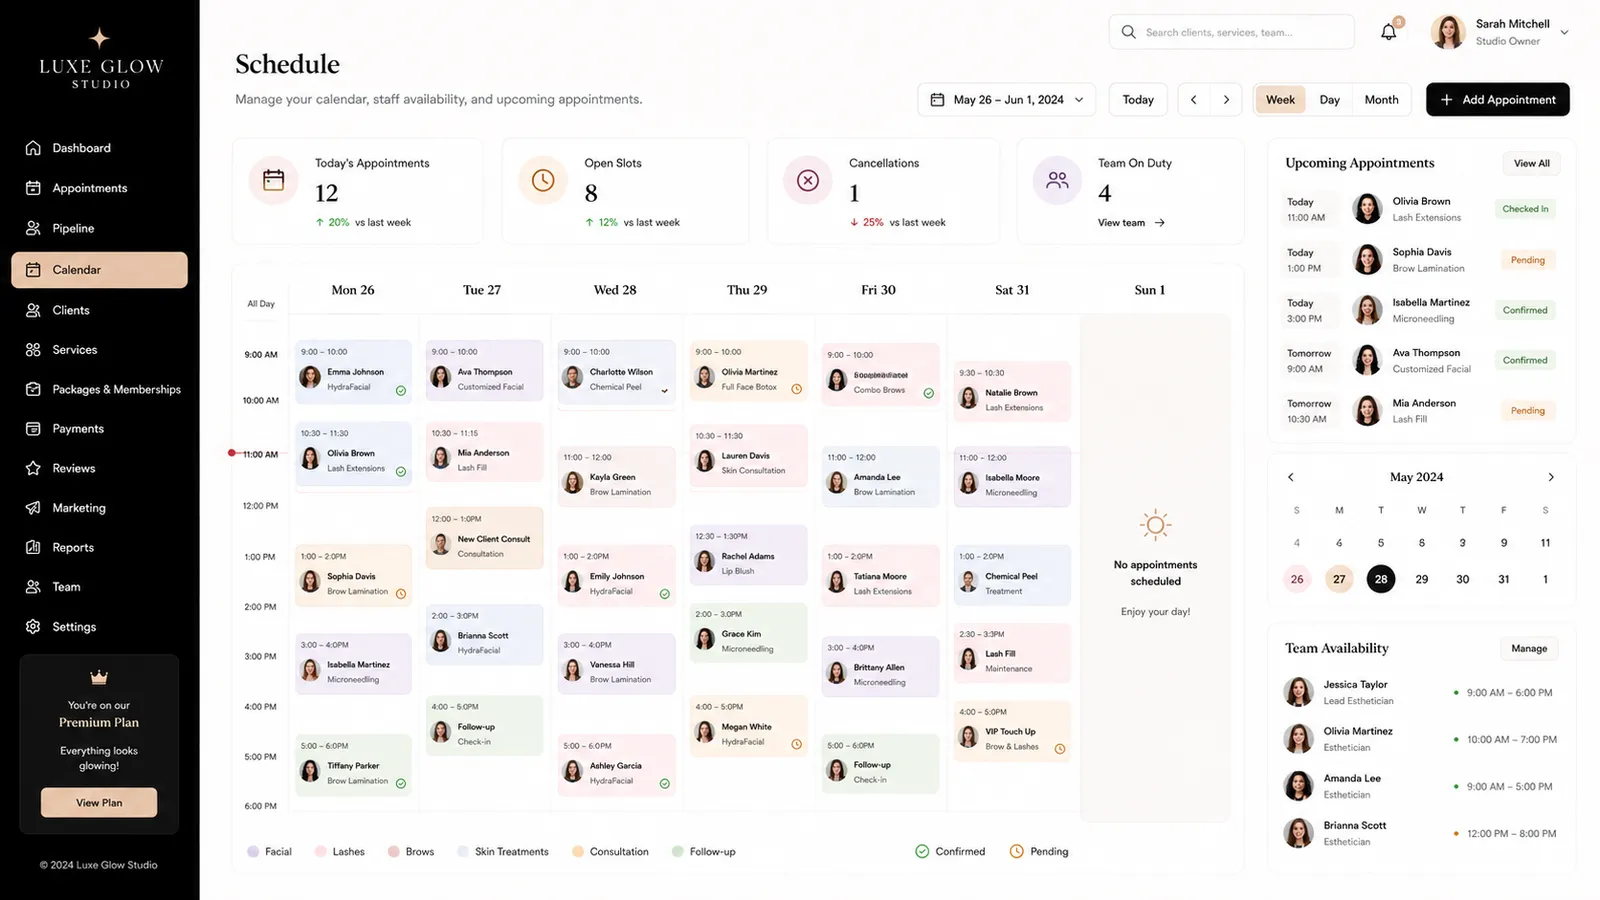 LUXE GLOW
STUDIO
Dashboard
Appointments
Pipeline
Calendar
Clients
Services
Packages & Memberships
Payments
Reviews
Marketing
Reports
Team
Settings
You're on our
Premium Plan
Everything looks
glowing!
View Plan
© 2024 Luxe Glow Studio
Search clients, services, team...
3
Sarah Mitchell
Studio Owner
Schedule
Manage your calendar, staff availability, and upcoming appointments.
May 26 – Jun 1, 2024
Today
Week
Day
Month
+ Add Appointment
Today's Appointments
12
↑ 20% vs last week
Open Slots
8
↑ 12% vs last week
Cancellations
1
↓ 25% vs last week
Team On Duty
4
View team →
All Day
Mon 26
Tue 27
Wed 28
Thu 29
Fri 30
Sat 31
Sun 1
9:00 AM
10:00 AM
11:00 AM
12:00 PM
1:00 PM
2:00 PM
3:00 PM
4:00 PM
5:00 PM
6:00 PM
9:00 – 10:00
Emma Johnson
HydraFacial
10:30 – 11:30
Olivia Brown
Lash Extensions
1:00 – 2:0PM
Sophia Davis
Brow Lamination
3:00 – 4:0PM
Isabella Martinez
Microneedling
5:00 – 6:0PM
Tiffany Parker
Brow Lamination
9:00 – 10:00
Ava Thompson
Customized Facial
10:30 – 11:15
Mia Anderson
Lash Fill
12:00 – 1:0PM
New Client Consult
Consultation
2:00 – 3:0PM
Brianna Scott
HydraFacial
4:00 – 5:0PM
Follow-up
Check-in
9:00 – 10:00
Charlotte Wilson
Chemical Peel
11:00 – 12:00
Kayla Green
Brow Lamination
1:00 – 2:0PM
Emily Johnson
HydraFacial
3:00 – 4:0PM
Vanessa Hill
Brow Lamination
5:00 – 6:0PM
Ashley Garcia
HydraFacial
9:00 – 10:00
Olivia Martinez
Full Face Botox
10:30 – 11:30
Lauren Davis
Skin Consultation
12:30 – 1:30PM
Rachel Adams
Lip Blush
2:00 – 3.0PM
Grace Kim
Microneedling
4:00 – 5:0PM
Megan White
HydraFacial
9:00 – 10:00
Combo Brows
11:00 – 12:00
Amanda Lee
Brow Lamination
1:00 – 2:0PM
Tatiana Moore
Lash Extensions
3:00 – 4:0PM
Brittany Allen
Microneedling
5:00 – 6:0PM
Follow-up
Check-in
9:30 – 10:30
Natalie Brown
Lash Extensions
11:00 – 12:00
Isabella Moore
Microneedling
1:00 – 2:0PM
Chemical Peel
Treatment
2:30 – 3:3PM
Lash Fill
Maintenance
4:00 – 5:0PM
VIP Touch Up
Brow & Lashes
No appointments
scheduled
Enjoy your day!
Facial
Lashes
Brows
Skin Treatments
Consultation
Follow-up
Confirmed
Pending
Upcoming Appointments
View All
Today
11:00 AM
Olivia Brown
Lash Extensions
Checked In
Today
1:00 PM
Sophia Davis
Brow Lamination
Pending
Today
3:00 PM
Isabella Martinez
Microneedling
Confirmed
Tomorrow
9:00 AM
Ava Thompson
Customized Facial
Confirmed
Tomorrow
10:30 AM
Mia Anderson
Lash Fill
Pending
May 2024
S M T W T F S
4 6 5 8 3 9 11
26 27 28 29 30 31 1
Team Availability
Manage
Jessica Taylor
Lead Esthetician
9:00 AM – 6:00 PM
Olivia Martinez
Esthetician
10:00 AM – 7:00 PM
Amanda Lee
Esthetician
9:00 AM – 5:00 PM
Brianna Scott
Esthetician
12:00 PM – 8:00 PM